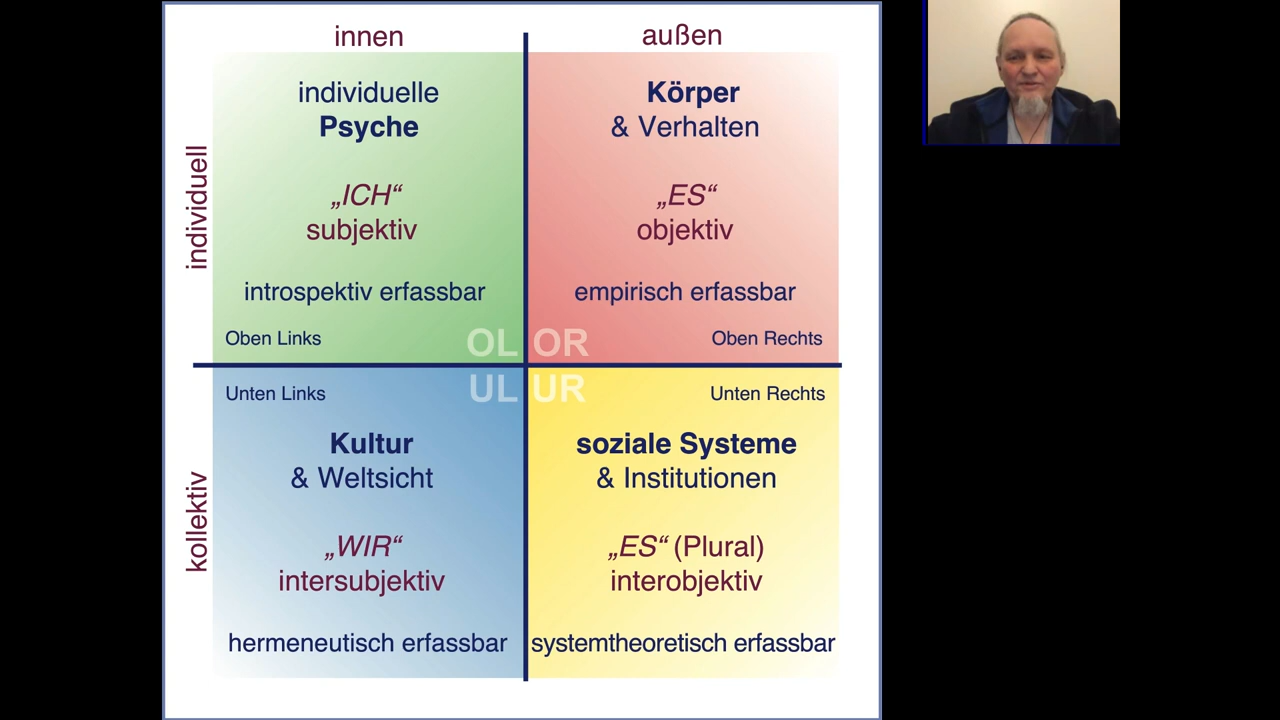 innen
außen
individuell
individuelle
Psyche
„ICH“
subjektiv
introspektiv erfassbar
Oben Links
OL
Körper
& Verhalten
„ES“
objektiv
empirisch erfassbar
Oben Rechts
OR
kollektiv
UL
Unten Links
Kultur
& Weltsicht
„WIR“
intersubjektiv
hermeneutisch erfassbar
UR
Unten Rechts
soziale Systeme
& Institutionen
„ES“ (Plural)
interobjektiv
systemtheoretisch erfassbar